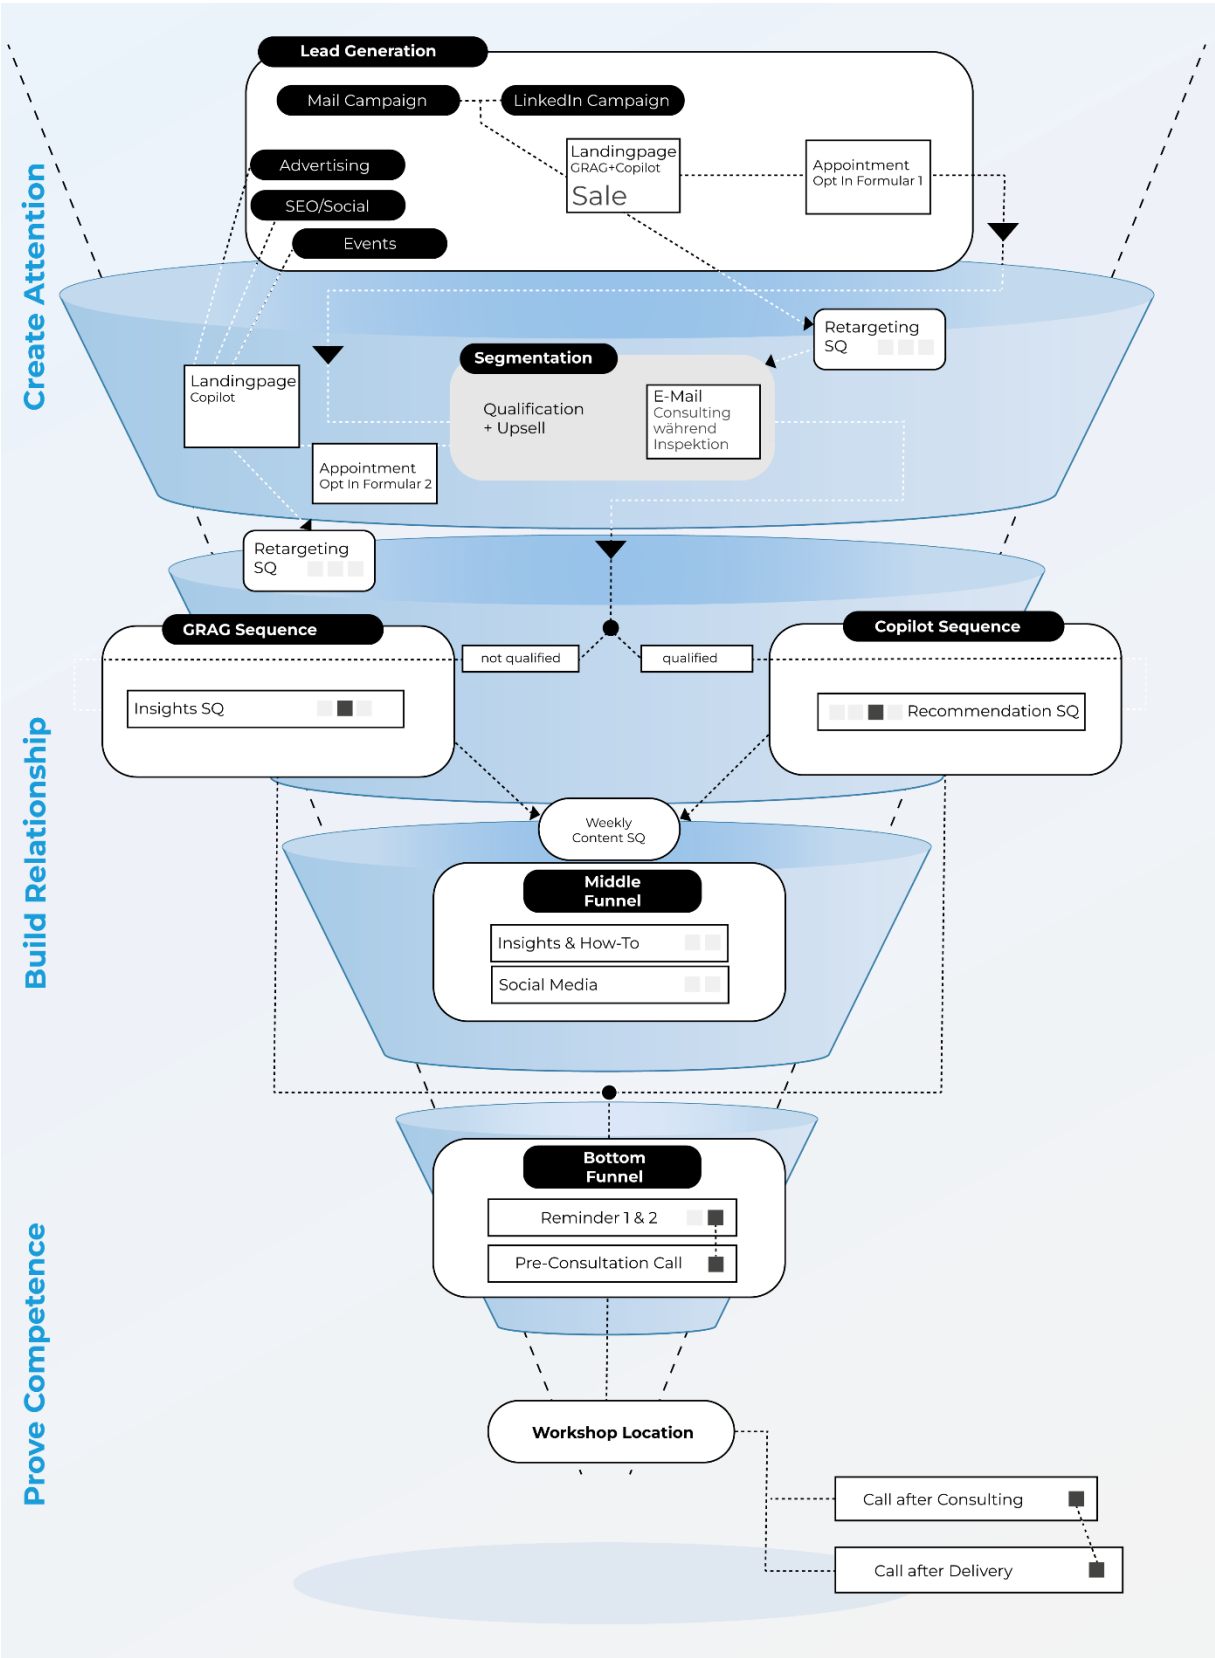 Create Attention
Lead Generation
Mail Campaign
LinkedIn Campaign
Landingpage
GRAG+Copilot
Sale
Appointment
Opt In Formular 1
Advertising
SEO/Social
Events
Retargeting
SQ
Segmentation
Qualification
+ Upsell
E-Mail
Consulting
während
Inspektion
Landingpage
Copilot
Appointment
Opt In Formular 2
Retargeting
SQ
Build Relationship
GRAG Sequence
Copilot Sequence
not qualified
qualified
Insights SQ
Recommendation SQ
Weekly
Content SQ
Middle
Funnel
Insights & How-To
Social Media
Prove Competence
Bottom
Funnel
Reminder 1 & 2
Pre-Consultation Call
Workshop Location
Call after Consulting
Call after Delivery